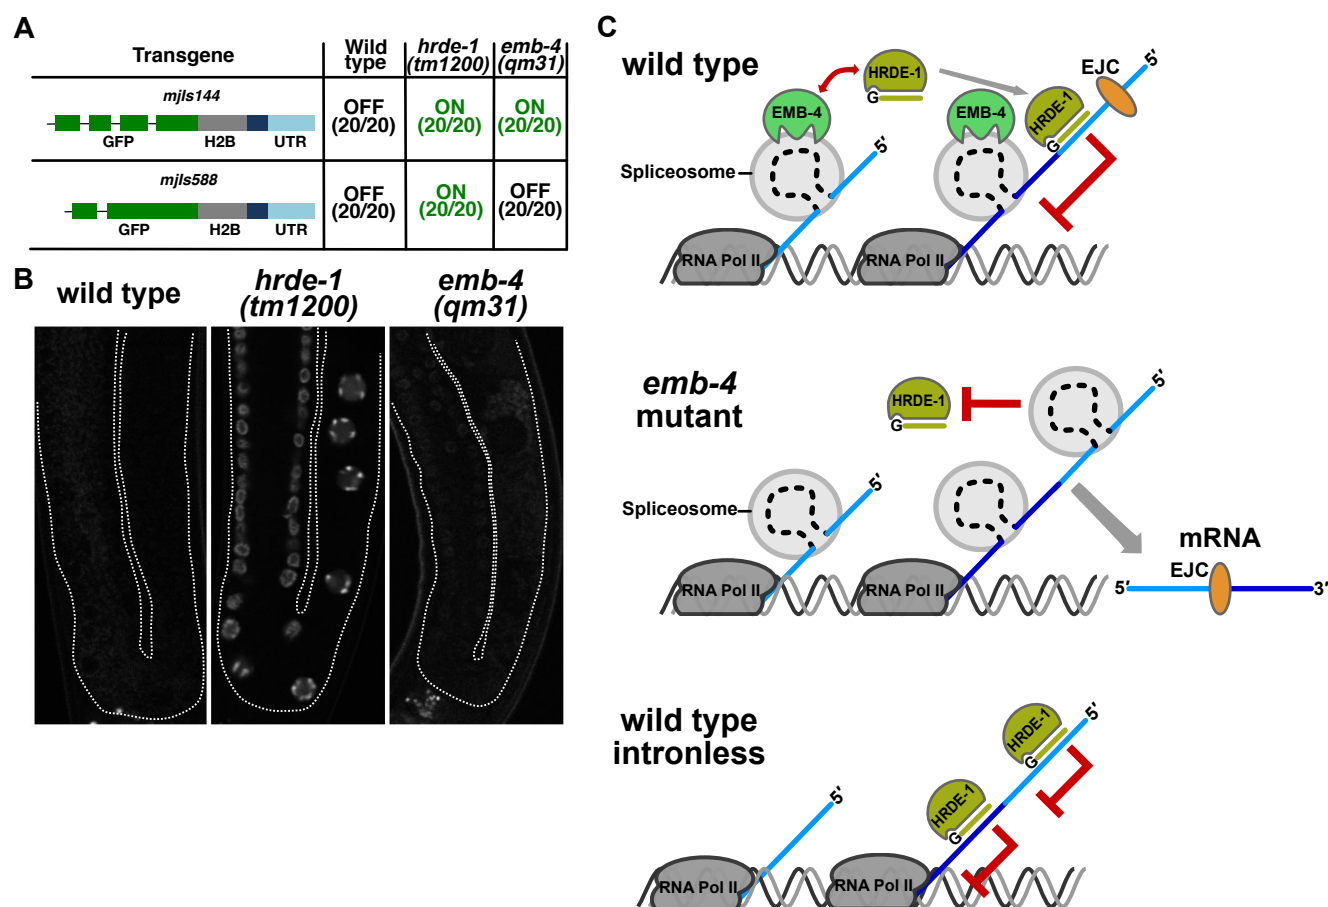 A
Transgene
Wild type
hrde-1 (tm1200)
emb-4 (qm31)
mjIs144
GFP
H2B
UTR
OFF (20/20)
ON (20/20)
ON (20/20)
mjIs588
GFP
H2B
UTR
OFF (20/20)
ON (20/20)
OFF (20/20)
B
wild type
hrde-1 (tm1200)
emb-4 (qm31)
C
wild type
HRDE-1
G
EMB-4
5′
Spliceosome
RNA Pol II
EMB-4
HRDE-1
G
EJC
5′
RNA Pol II
emb-4 mutant
HRDE-1
G
5′
Spliceosome
5′
RNA Pol II
RNA Pol II
mRNA
EJC
5′
3′
wild type intronless
5′
RNA Pol II
HRDE-1
G
HRDE-1
G
5′
RNA Pol II